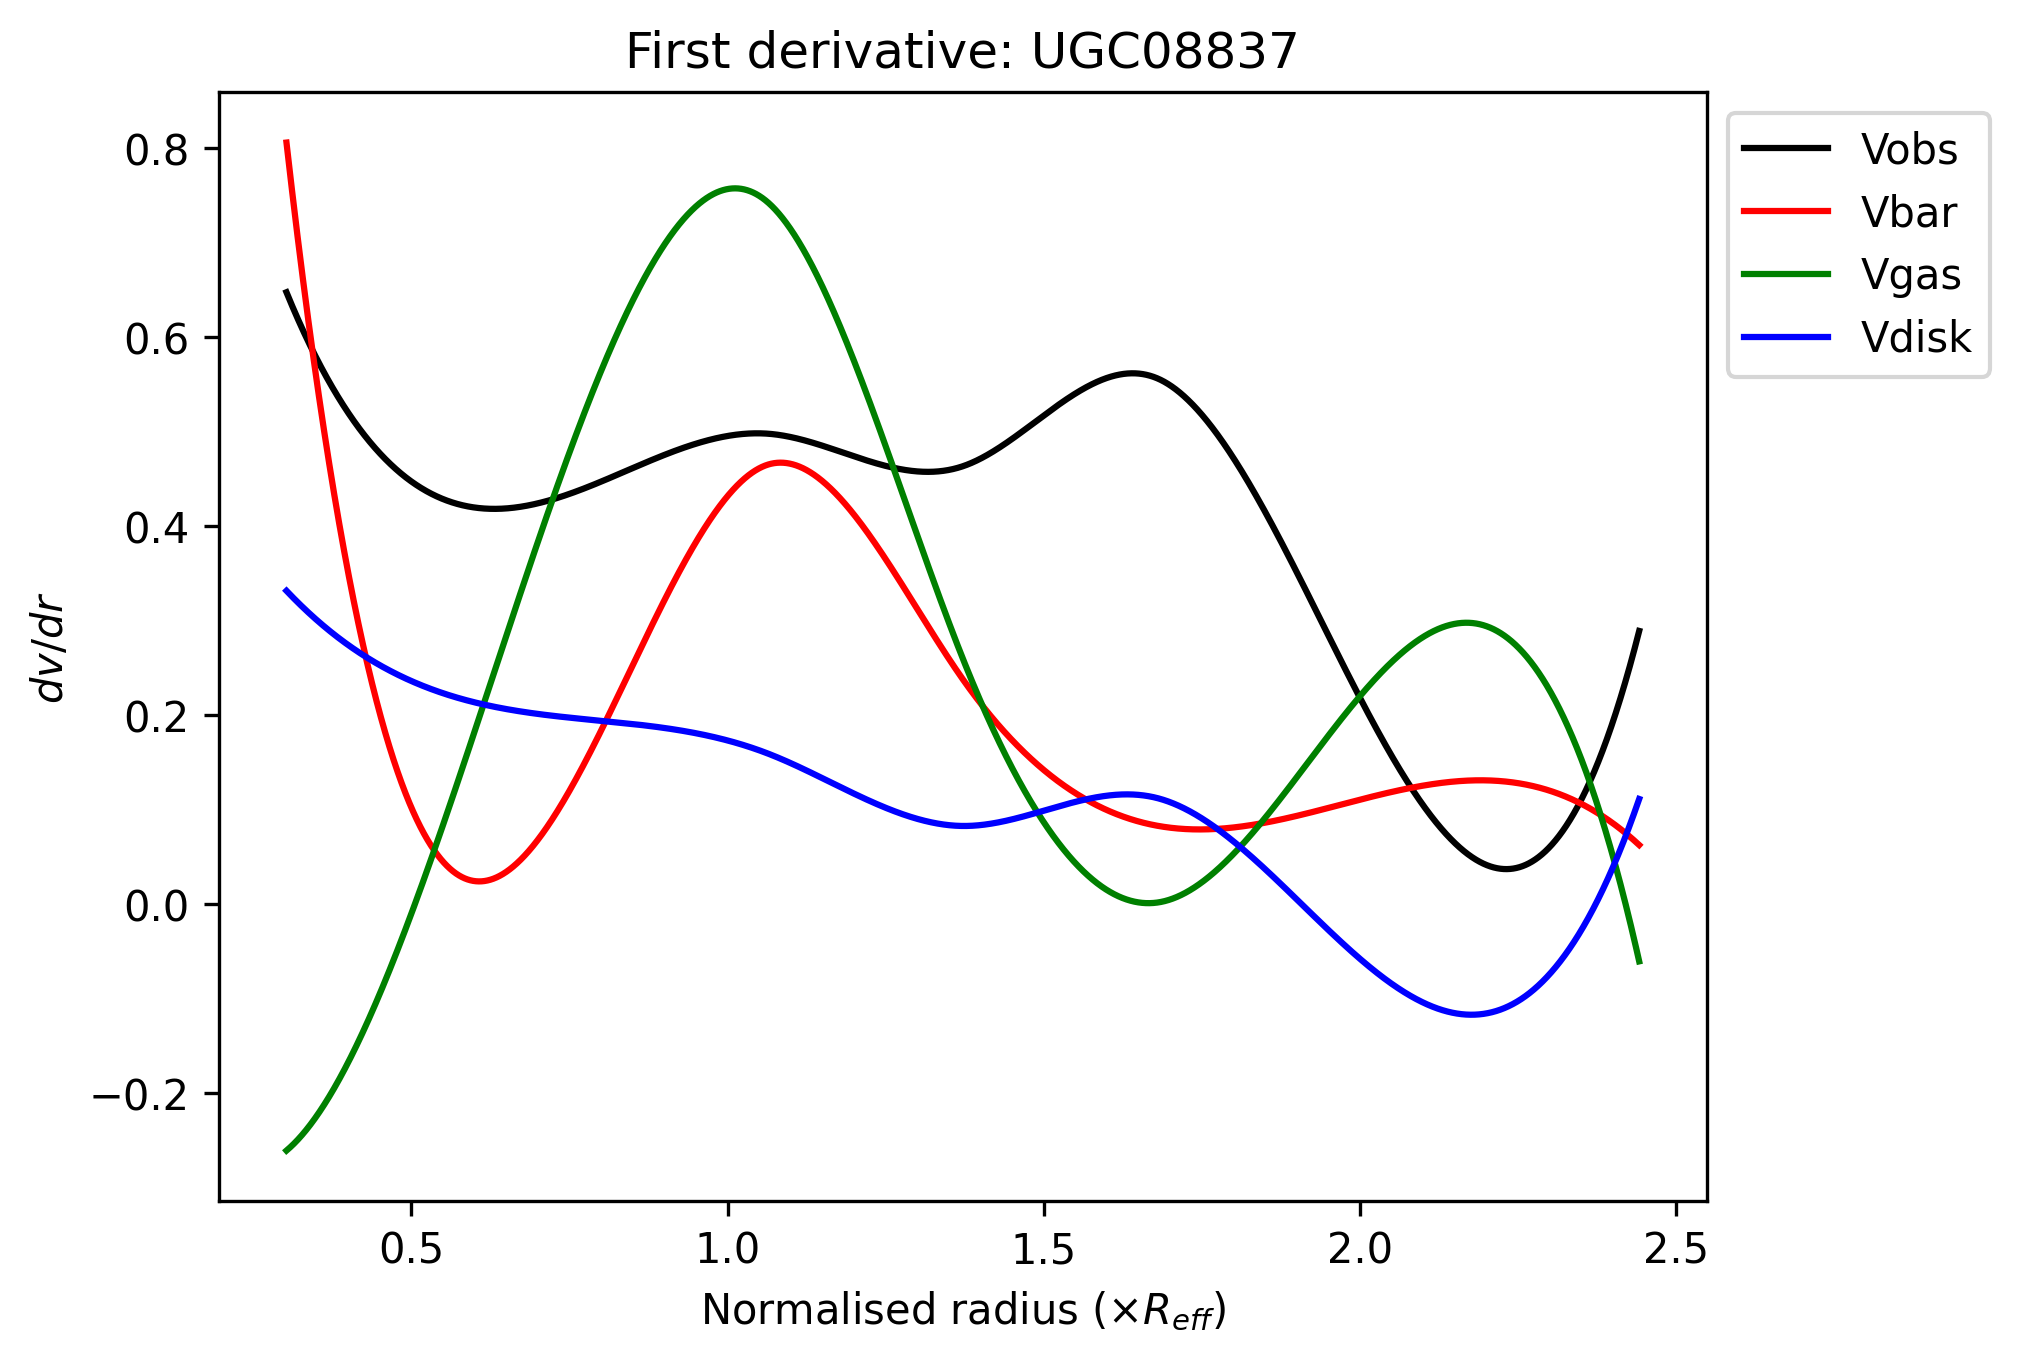 First derivative: UGC08837
0.8
0.6
0.4
0.2
0.0
−0.2
dv/dr
0.5 1.0 1.5 2.0 2.5
Normalised radius (×R_eff)
Vobs
Vbar
Vgas
Vdisk